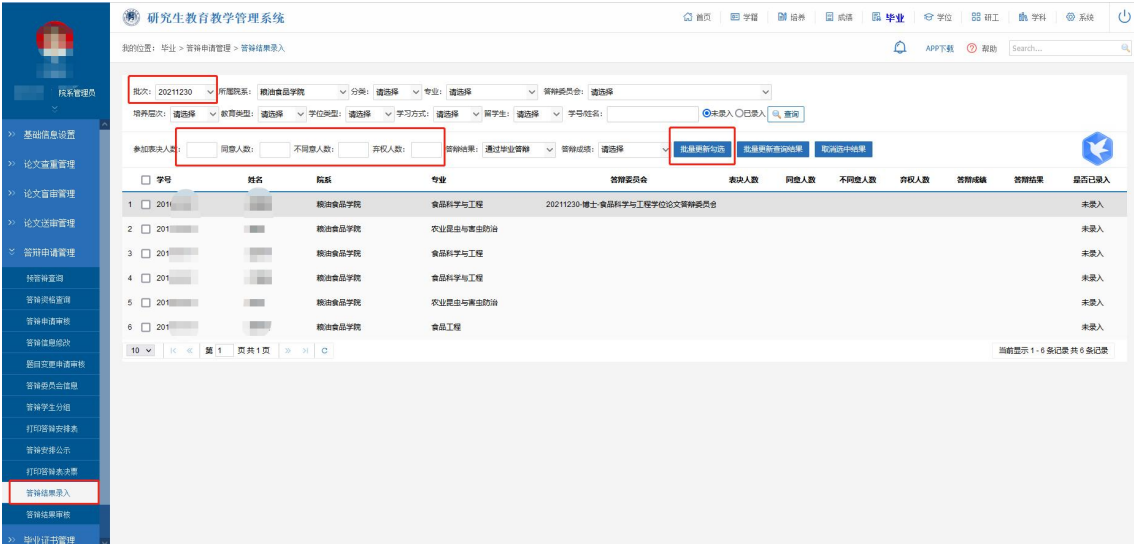 研究生教育教学管理系统
首页 学籍 培养 成绩 毕业 学位 研工 学科 系统
我的位置: 毕业 > 答辩申请管理 > 答辩结果录入
APP下载 帮助 Search...
院系管理员
批次: 20211230 所属院系: 粮油食品学院 分类: 请选择 专业: 请选择 答辩委员会: 请选择
培养层次: 请选择 教育类型: 请选择 学位类型: 请选择 学习方式: 请选择 留学生: 请选择 学号/姓名: 未录入 已录入 查询
参加表决人数: 同意人数: 不同意人数: 弃权人数: 答辩结果: 通过毕业答辩 答辩成绩: 请选择 批量更新勾选 批量更新查询结果 取消选中结果
学号 姓名 院系 专业 答辩委员会 表决人数 同意人数 不同意人数 弃权人数 答辩成绩 答辩结果 是否已录入
1 201 粮油食品学院 食品科学与工程 20211230-博士-食品科学与工程学位论文答辩委员会 未录入
2 201 粮油食品学院 农业昆虫与害虫防治 未录入
3 201 粮油食品学院 食品科学与工程 未录入
4 201 粮油食品学院 食品科学与工程 未录入
5 201 粮油食品学院 农业昆虫与害虫防治 未录入
6 201 粮油食品学院 食品工程 未录入
10 第 1 页共1页 当前显示 1 - 6 条记录 共 6 条记录
基础信息设置
论文查重管理
论文盲审管理
论文送审管理
答辩申请管理
预答辩查询
答辩资格查询
答辩申请审核
答辩信息修改
题目变更申请审核
答辩委员会信息
答辩学生分组
打印答辩安排表
答辩安排公示
打印答辩表决票
答辩结果录入
答辩结果审核
毕业证书管理